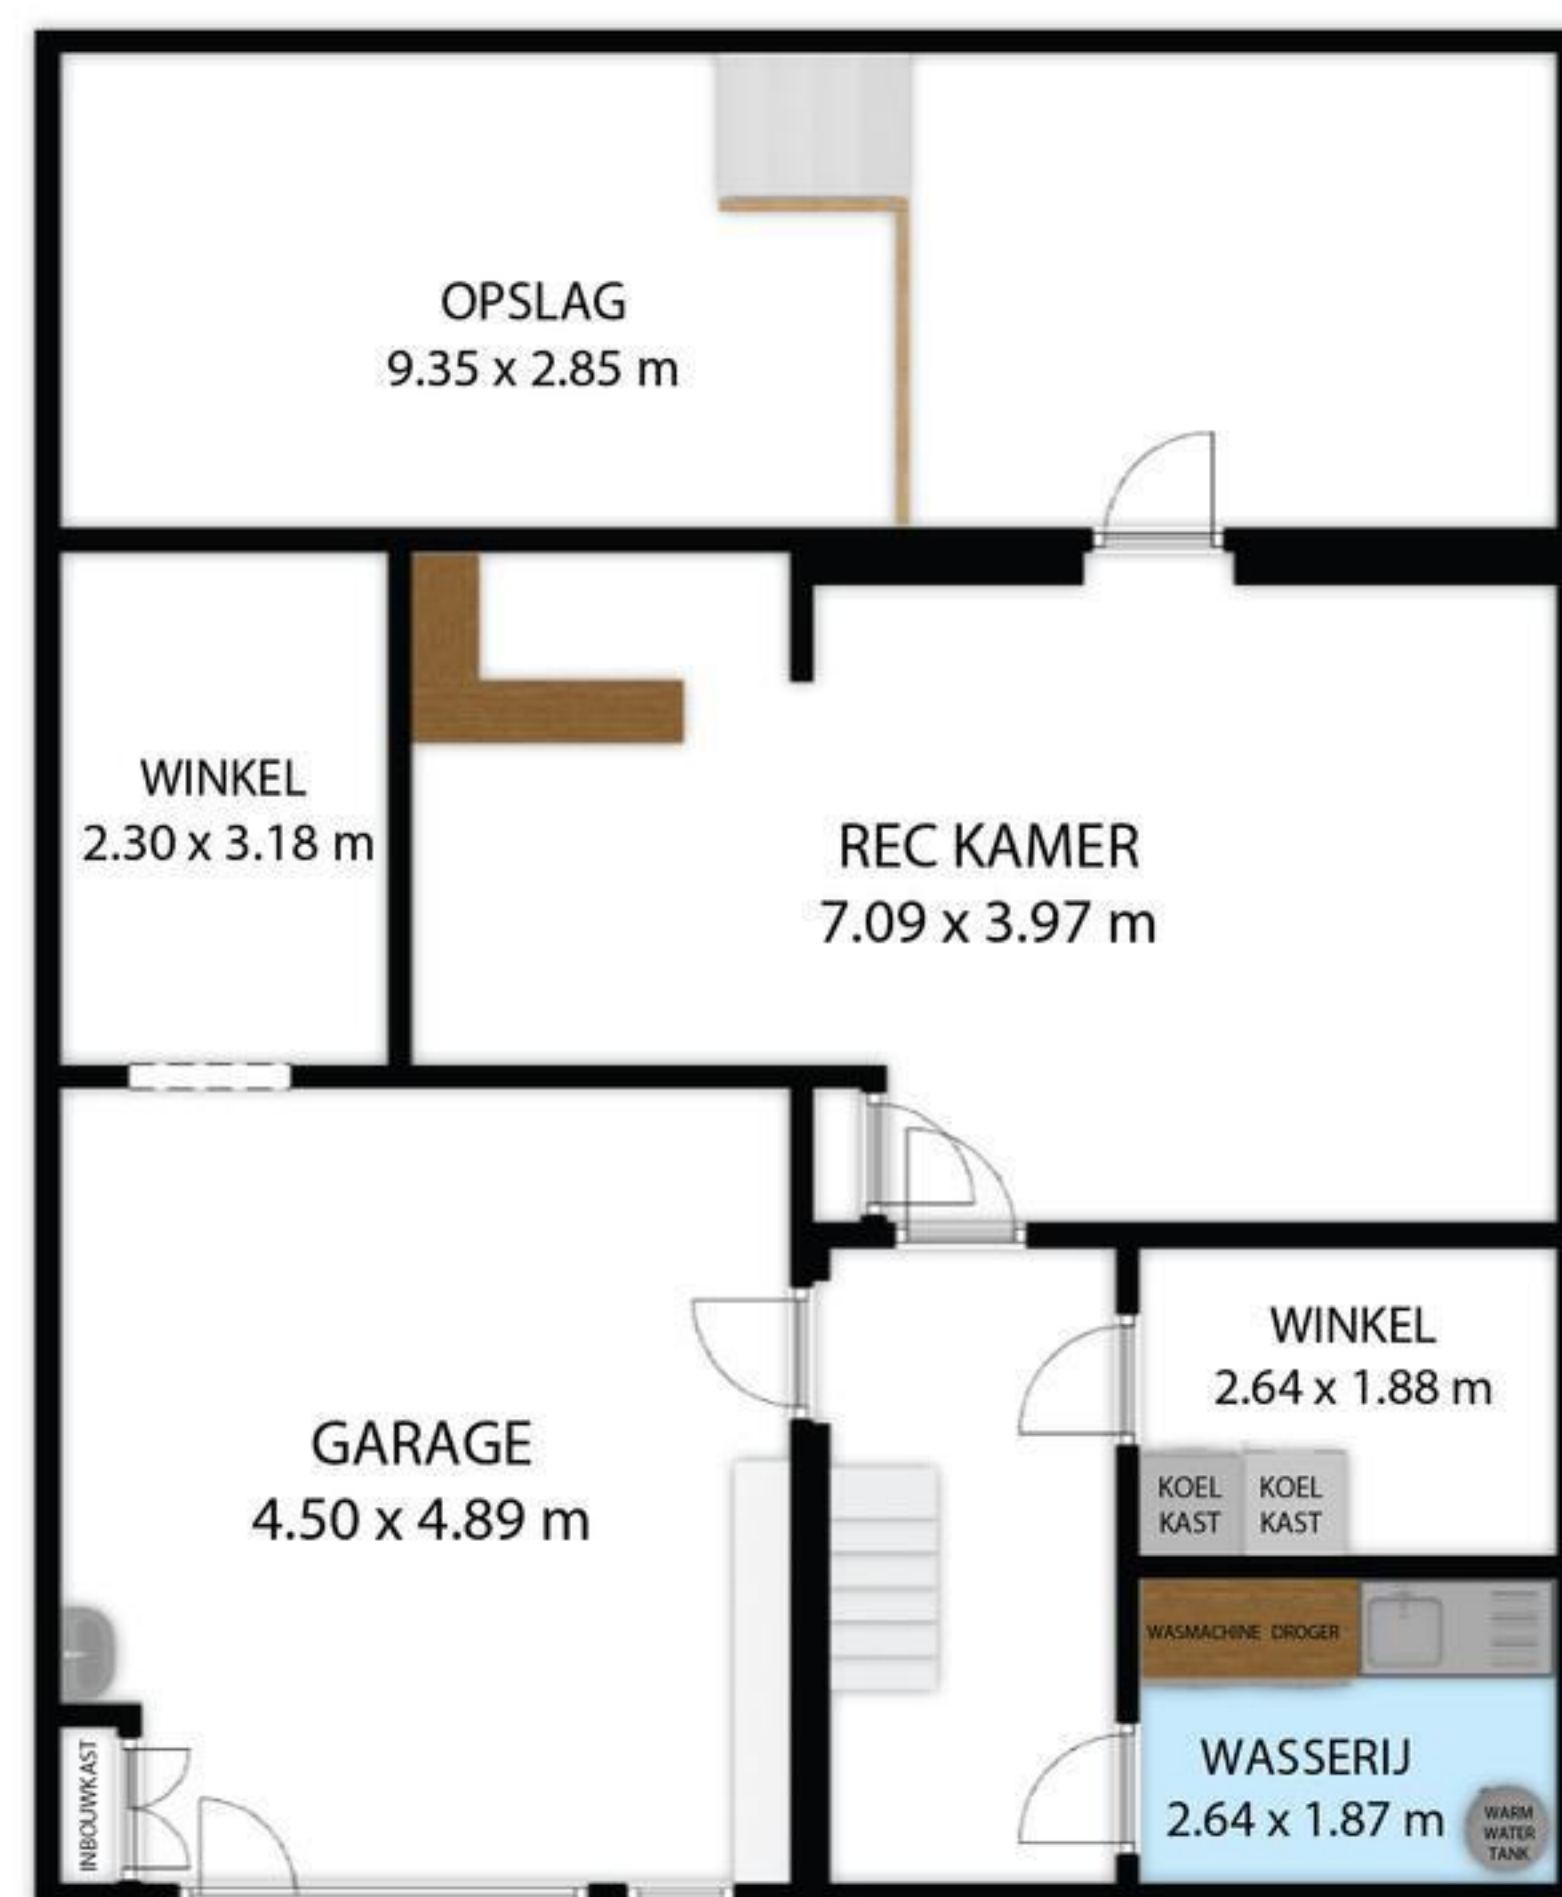 OPSLAG
9.35 x 2.85 m
WINKEL
2.30 x 3.18 m
REC KAMER
7.09 x 3.97 m
GARAGE
4.50 x 4.89 m
WINKEL
2.64 x 1.88 m
KOEL
KAST
KOEL
KAST
WASMACHINE DROGER
WASSERIJ
2.64 x 1.87 m
WARM
WATER
TANK
INBOUWKAST